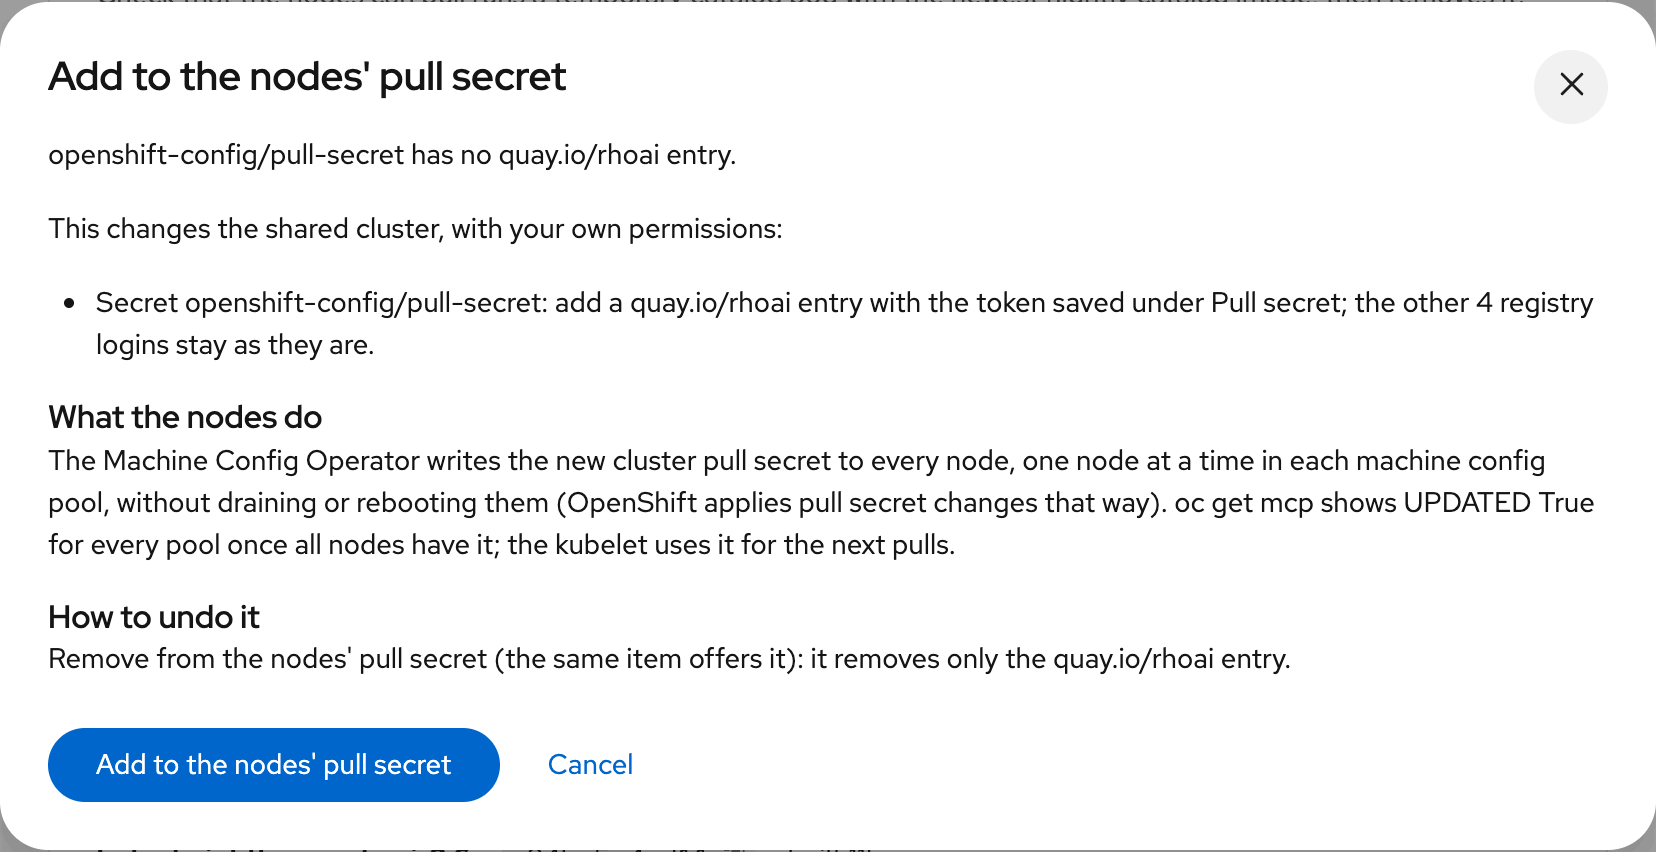 Add to the nodes' pull secret
openshift-config/pull-secret has no quay.io/rhoai entry.
This changes the shared cluster, with your own permissions:
• Secret openshift-config/pull-secret: add a quay.io/rhoai entry with the token saved under Pull secret; the other 4 registry
logins stay as they are.
What the nodes do
The Machine Config Operator writes the new cluster pull secret to every node, one node at a time in each machine config
pool, without draining or rebooting them (OpenShift applies pull secret changes that way). oc get mcp shows UPDATED True
for every pool once all nodes have it; the kubelet uses it for the next pulls.
How to undo it
Remove from the nodes' pull secret (the same item offers it): it removes only the quay.io/rhoai entry.
Add to the nodes' pull secret
Cancel